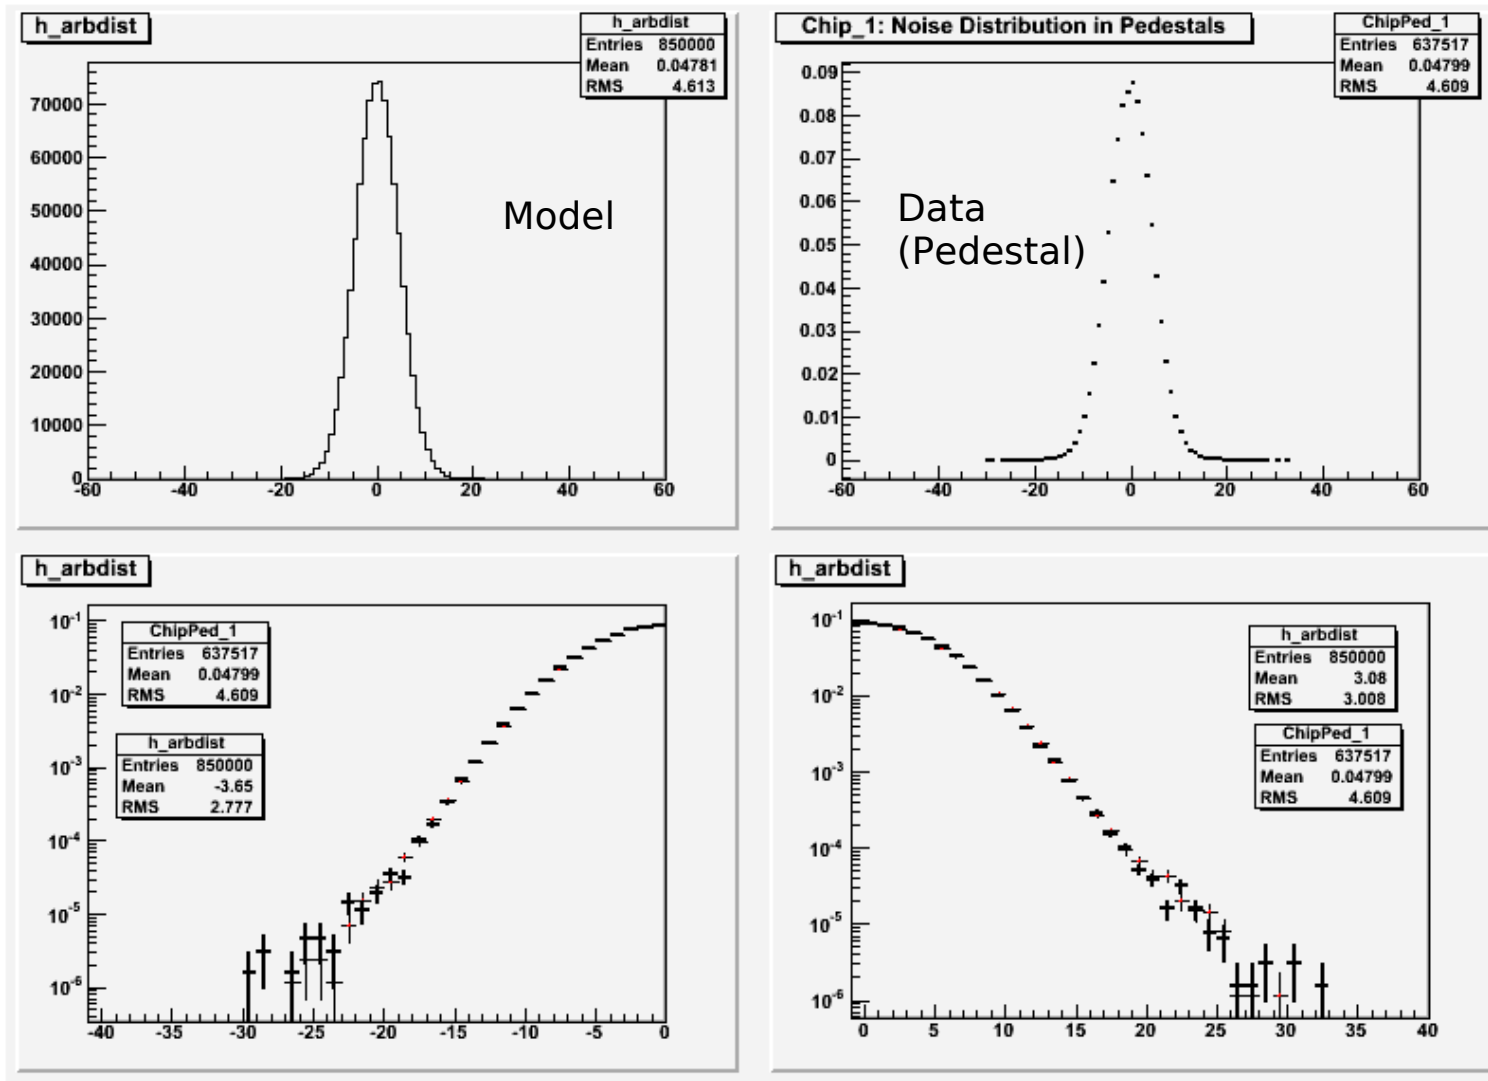 h_arbdist
h_arbdist
Entries 850000
Mean 0.04781
RMS 4.613
70000
60000
50000
40000
30000
20000
10000
0
-60 -40 -20 0 20 40 60
Model
Chip_1: Noise Distribution in Pedestals
ChipPed_1
Entries 637517
Mean 0.04799
RMS 4.609
0.09
0.08
0.07
0.06
0.05
0.04
0.03
0.02
0.01
0
-60 -40 -20 0 20 40 60
Data
(Pedestal)
h_arbdist
ChipPed_1
Entries 637517
Mean 0.04799
RMS 4.609
h_arbdist
Entries 850000
Mean -3.65
RMS 2.777
10-1
10-2
10-3
10-4
10-5
10-6
-40 -35 -30 -25 -20 -15 -10 -5 0
h_arbdist
h_arbdist
Entries 850000
Mean 3.08
RMS 3.008
ChipPed_1
Entries 637517
Mean 0.04799
RMS 4.609
10-1
10-2
10-3
10-4
10-5
10-6
0 5 10 15 20 25 30 35 40